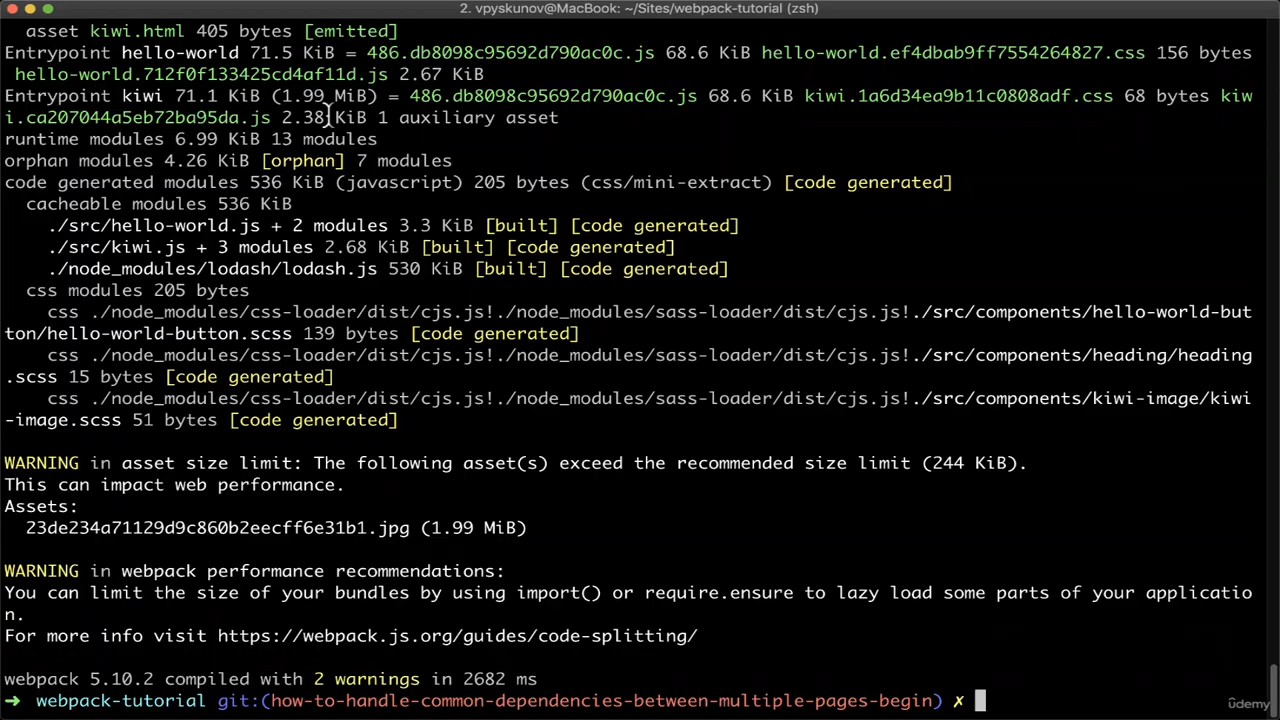 2. vpyskunov@MacBook: ~/Sites/webpack-tutorial (zsh)
asset kiwi.html 405 bytes [emitted]
Entrypoint hello-world 71.5 KiB = 486.db8098c95692d790ac0c.js 68.6 KiB hello-world.ef4dbab9ff7554264827.css 156 bytes
hello-world.712f0f133425cd4af11d.js 2.67 KiB
Entrypoint kiwi 71.1 KiB (1.99 MiB) = 486.db8098c95692d790ac0c.js 68.6 KiB kiwi.1a6d34ea9b11c0808adf.css 68 bytes kiw
i.ca207044a5eb72ba95da.js 2.38 KiB 1 auxiliary asset
runtime modules 6.99 KiB 13 modules
orphan modules 4.26 KiB [orphan] 7 modules
code generated modules 536 KiB (javascript) 205 bytes (css/mini-extract) [code generated]
cacheable modules 536 KiB
./src/hello-world.js + 2 modules 3.3 KiB [built] [code generated]
./src/kiwi.js + 3 modules 2.68 KiB [built] [code generated]
./node_modules/lodash/lodash.js 530 KiB [built] [code generated]
css modules 205 bytes
css ./node_modules/css-loader/dist/cjs.js!./node_modules/sass-loader/dist/cjs.js!./src/components/hello-world-but
ton/hello-world-button.scss 139 bytes [code generated]
css ./node_modules/css-loader/dist/cjs.js!./node_modules/sass-loader/dist/cjs.js!./src/components/heading/heading
.scss 15 bytes [code generated]
css ./node_modules/css-loader/dist/cjs.js!./node_modules/sass-loader/dist/cjs.js!./src/components/kiwi-image/kiwi
-image.scss 51 bytes [code generated]
WARNING in asset size limit: The following asset(s) exceed the recommended size limit (244 KiB).
This can impact web performance.
Assets:
23de234a71129d9c860b2eecff6e31b1.jpg (1.99 MiB)
WARNING in webpack performance recommendations:
You can limit the size of your bundles by using import() or require.ensure to lazy load some parts of your applicatio
n.
For more info visit https://webpack.js.org/guides/code-splitting/
webpack 5.10.2 compiled with 2 warnings in 2682 ms
➜ webpack-tutorial git:(how-to-handle-common-dependencies-between-multiple-pages-begin) ✗
ûdemy